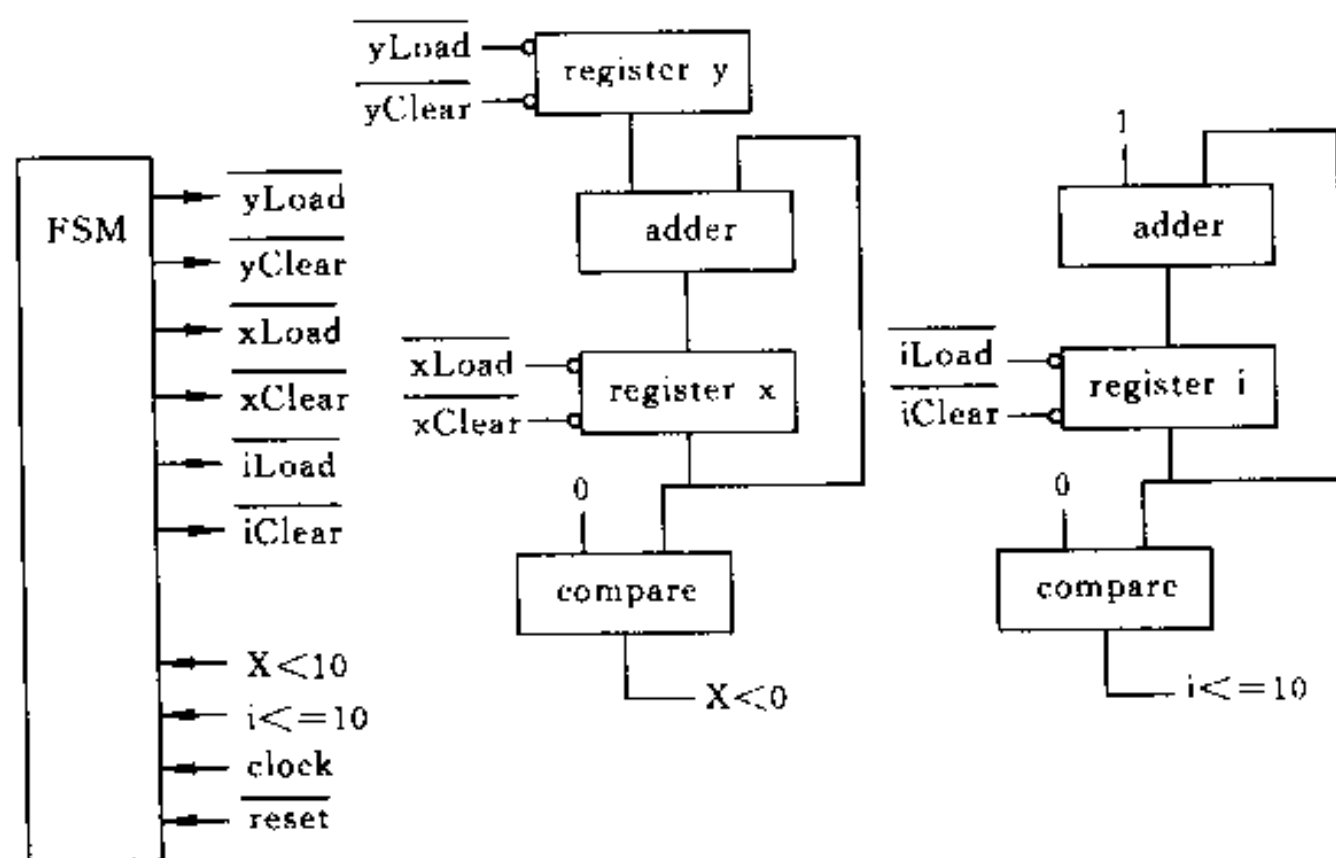 FSM
yLoad
yClear
xLoad
xClear
iLoad
iClear
X<10
i<=10
clock
reset
yLoad
yClear
register y
adder
xLoad
xClear
register x
0
compare
X<0
1
adder
iLoad
iClear
register i
0
compare
i<=10